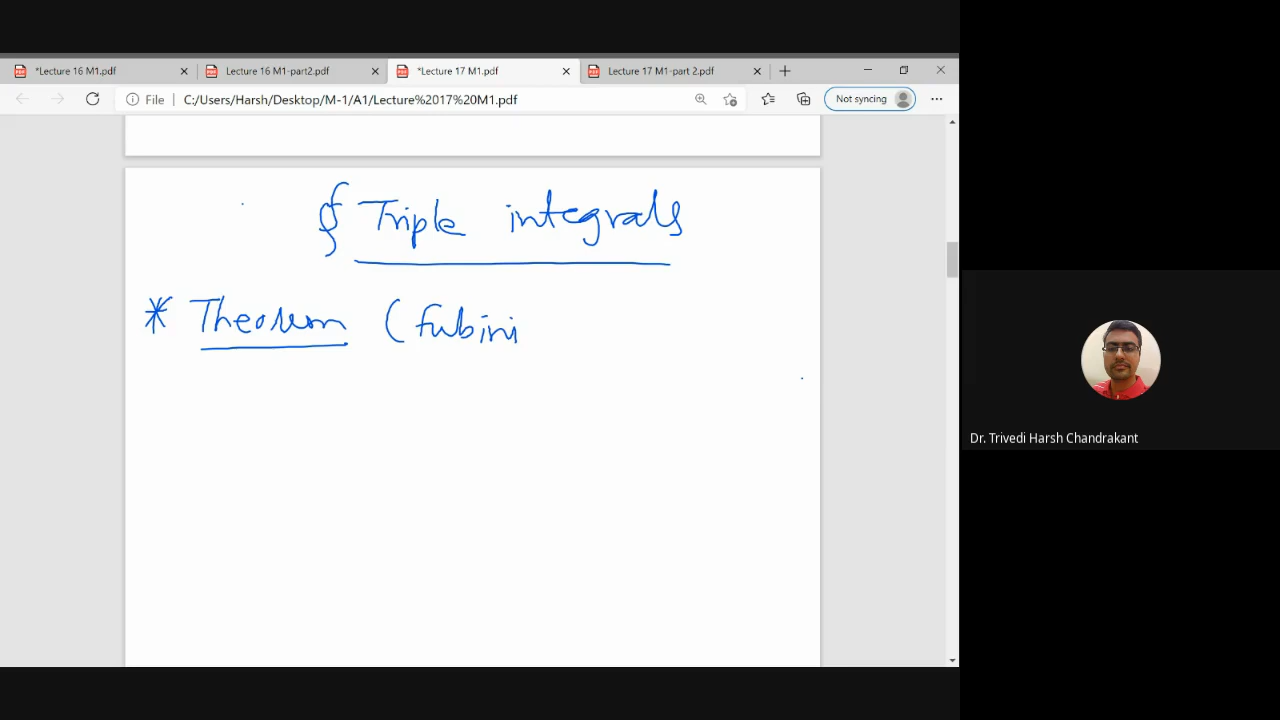 *Lecture 16 M1.pdf
Lecture 16 M1-part2.pdf
*Lecture 17 M1.pdf
Lecture 17 M1-part 2.pdf
File | C:/Users/Harsh/Desktop/M-1/A1/Lecture%2017%20M1.pdf
Not syncing
§ Triple integrals
* Theorem (fubini
Dr. Trivedi Harsh Chandrakant